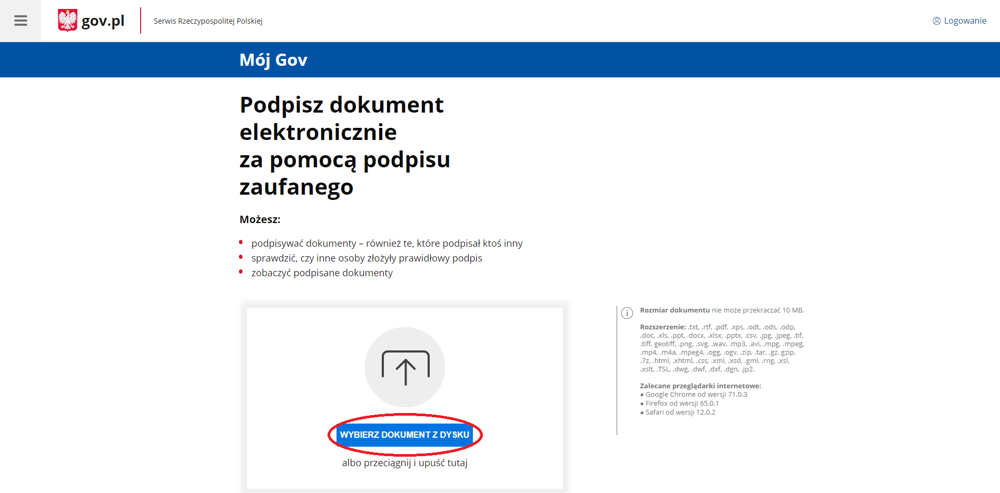 gov.pl
Serwis Rzeczypospolitej Polskiej
Logowanie
Mój Gov
Podpisz dokument
elektronicznie
za pomocą podpisu
zaufanego
Możesz:
• podpisywać dokumenty – również te, które podpisał ktoś inny
• sprawdzić, czy inne osoby złożyły prawidłowy podpis
• zobaczyć podpisane dokumenty
WYBIERZ DOKUMENT Z DYSKU
albo przeciągnij i upuść tutaj
i
Rozmiar dokumentu nie może przekraczać 10 MB.
Rozszerzenie: .txt, .rtf, .pdf, .xps, .odt, .ods, .odp,
.doc, .xls, .ppt, .docx, .xlsx, .pptx, .csv, .jpg, .jpeg, .tif,
.tiff, geotiff, .png, .svg, .wav, .mp3, .avi, .mpg, .mpeg,
.mp4, .m4a, .mpeg4, .ogg, .ogv, .zip, .tar, .gz, gzip,
.7z, .html, .xhtml, .css, .xml, .xsd, .gml, .rng, .xsl,
.xslt, .TSL, .dwg, .dwf, .dxf, .dgn, .jp2.
Zalecane przeglądarki internetowe:
● Google Chrome od wersji 71.0.3
● Firefox od wersji 65.0.1
● Safari od wersji 12.0.2